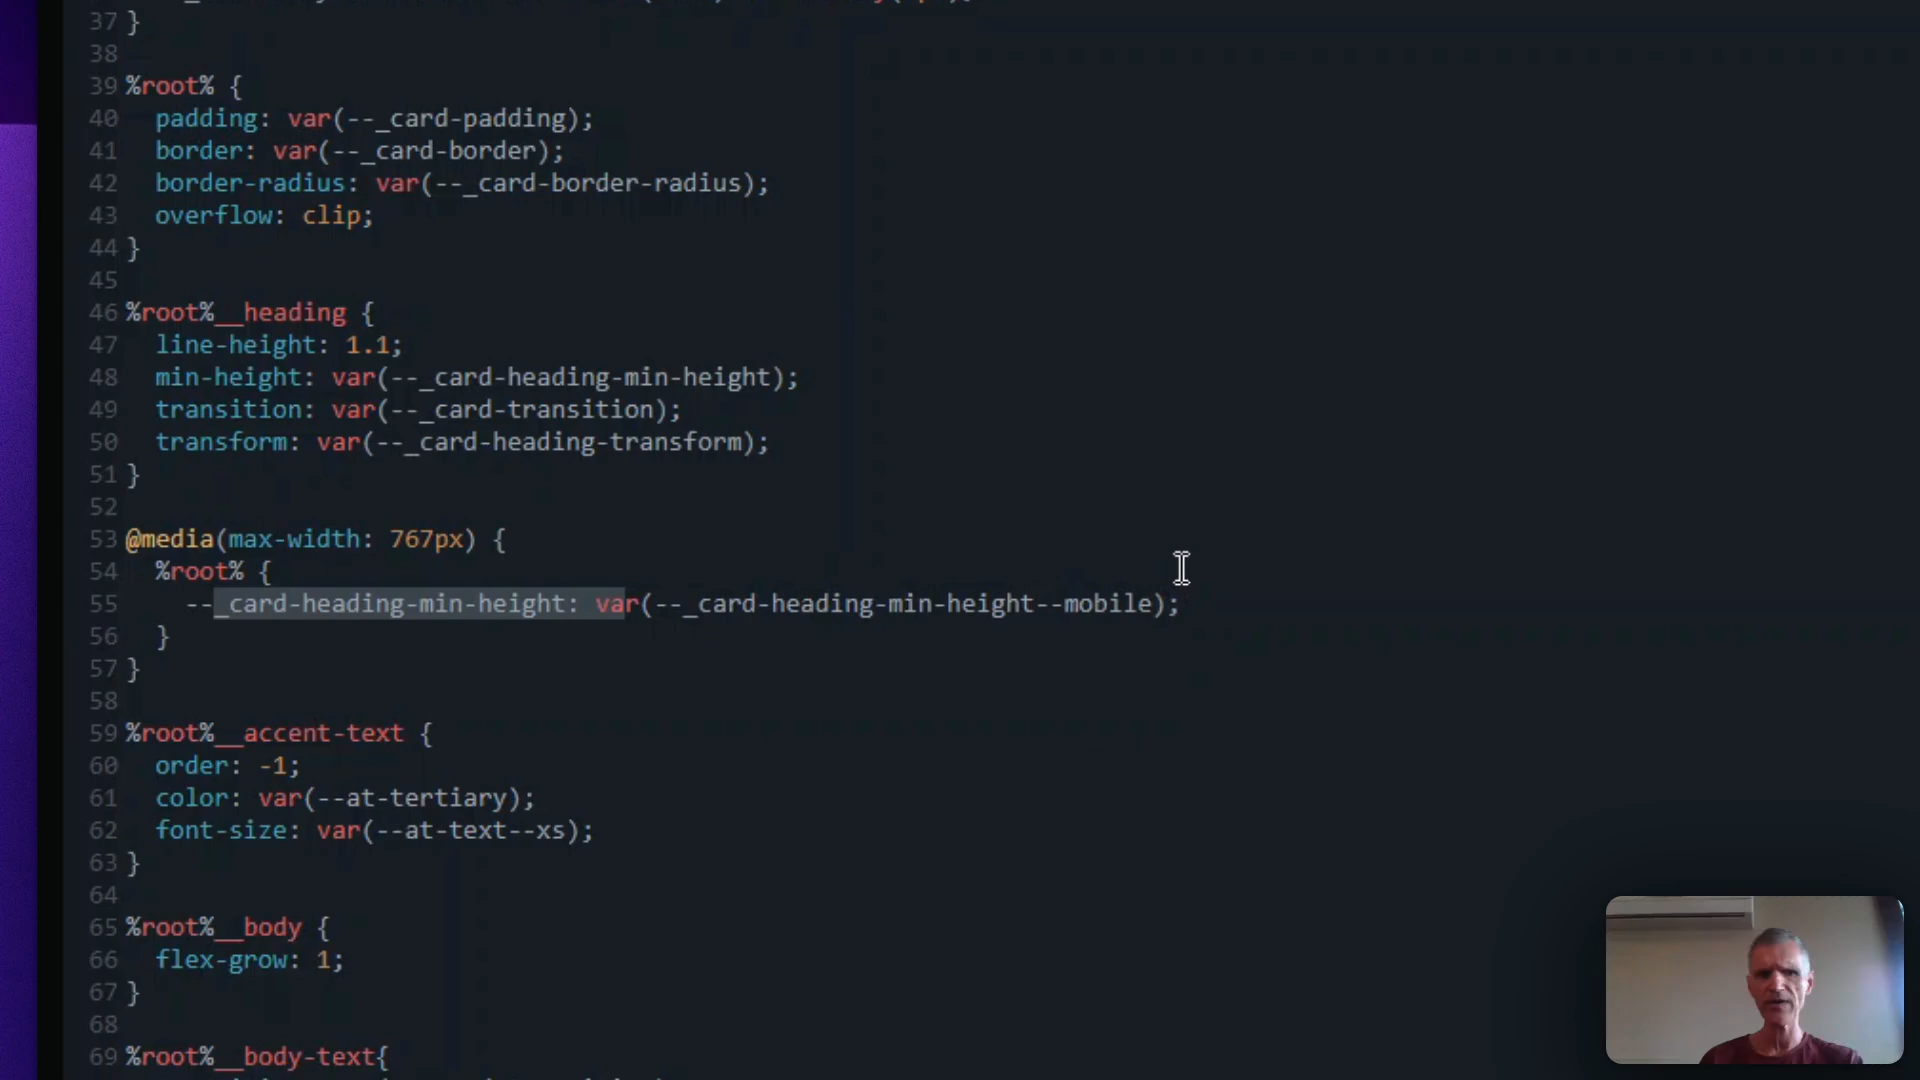 37 }
38
39 %root% {
40 padding: var(--_card-padding);
41 border: var(--_card-border);
42 border-radius: var(--_card-border-radius);
43 overflow: clip;
44 }
45
46 %root%__heading {
47 line-height: 1.1;
48 min-height: var(--_card-heading-min-height);
49 transition: var(--_card-transition);
50 transform: var(--_card-heading-transform);
51 }
52
53 @media(max-width: 767px) {
54 %root% {
55 --_card-heading-min-height: var(--_card-heading-min-height--mobile);
56 }
57 }
58
59 %root%__accent-text {
60 order: -1;
61 color: var(--at-tertiary);
62 font-size: var(--at-text--xs);
63 }
64
65 %root%__body {
66 flex-grow: 1;
67 }
68
69 %root%__body-text{